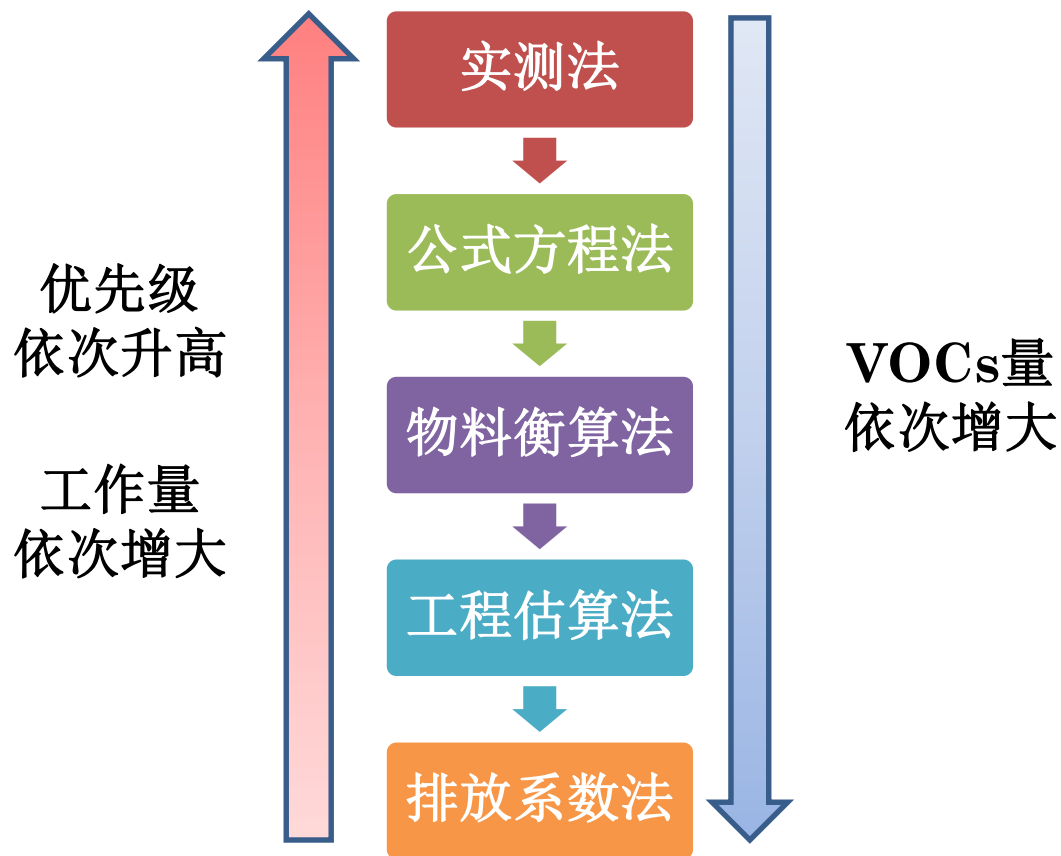 实测法
公式方程法
物料衡算法
工程估算法
排放系数法
优先级
依次升高
工作量
依次增大
VOCs量
依次增大